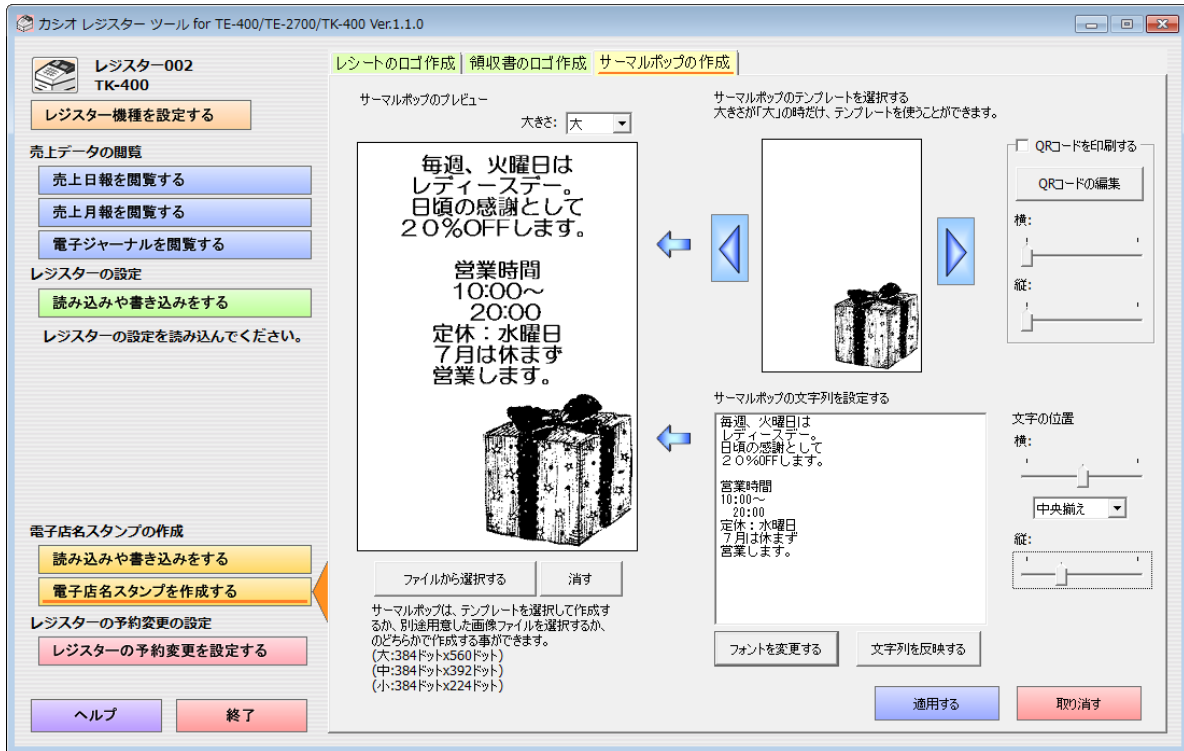 カシオ レジスター ツール for TE-400/TE-2700/TK-400 Ver.1.1.0
レジスター002
TK-400
レジスター機種を設定する
売上データの閲覧
売上日報を閲覧する
売上月報を閲覧する
電子ジャーナルを閲覧する
レジスターの設定
読み込みや書き込みをする
レジスターの設定を読み込んでください。
電子店名スタンプの作成
読み込みや書き込みをする
電子店名スタンプを作成する
レジスターの予約変更の設定
レジスターの予約変更を設定する
ヘルプ
終了
レシートのロゴ作成
領収書のロゴ作成
サーマルポップの作成
サーマルポップのプレビュー
大きさ: 大
毎週、火曜日は
レディースデー。
日頃の感謝として
20%OFFします。
営業時間
10:00～
20:00
定休：水曜日
7月は休まず
営業します。
ファイルから選択する
消す
サーマルポップは、テンプレートを選択して作成す
るか、別途用意した画像ファイルを選択するか、
のどちらかで作成する事ができます。
(大:384ドットx560ドット)
(中:384ドットx392ドット)
(小:384ドットx224ドット)
サーマルポップのテンプレートを選択する
大きさが「大」の時だけ、テンプレートを使うことができます。
QRコードを印刷する
QRコードの編集
横:
縦:
サーマルポップの文字列を設定する
毎週、火曜日は
レディースデー。
日頃の感謝として
20%OFFします。
営業時間
10:00～
20:00
定休：水曜日
7月は休まず
営業します。
文字の位置
横:
中央揃え
縦:
フォントを変更する
文字列を反映する
適用する
取り消す